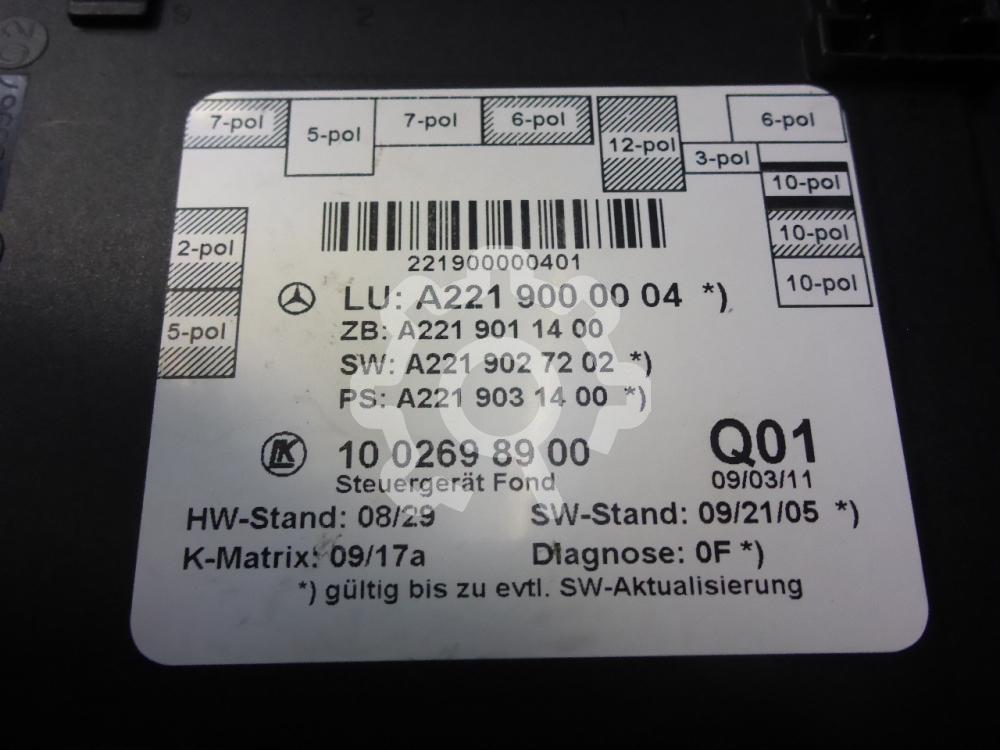 7-pol
5-pol
7-pol
6-pol
12-pol
3-pol
6-pol
10-pol
10-pol
10-pol
2-pol
5-pol
221900000401
LU: A221 900 00 04 *)
ZB: A221 901 14 00
SW: A221 902 72 02 *)
PS: A221 903 14 00 *)
LK 10 0269 89 00
Steuergerät Fond
Q01
09/03/11
HW-Stand: 08/29 SW-Stand: 09/21/05 *)
K-Matrix: 09/17a Diagnose: 0F *)
*) gültig bis zu evtl. SW-Aktualisierung